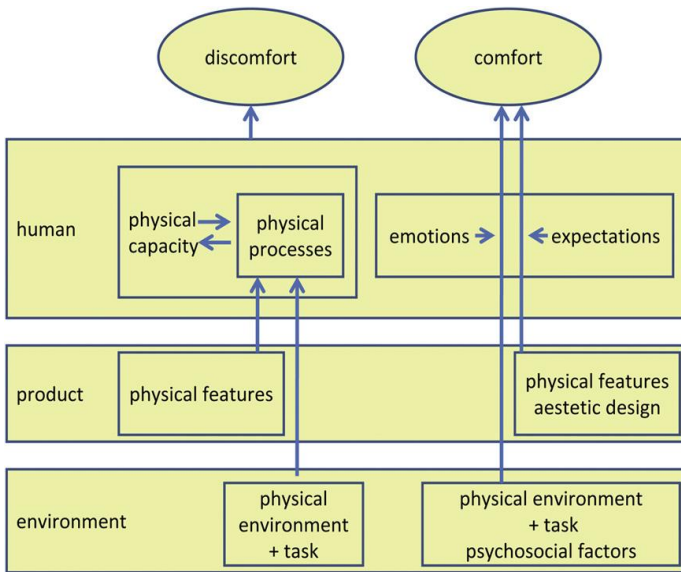 discomfort
comfort
human
physical
capacity
physical
processes
emotions
expectations
product
physical features
physical features
aestetic design
environment
physical
environment
+ task
physical environment
+ task
psychosocial factors